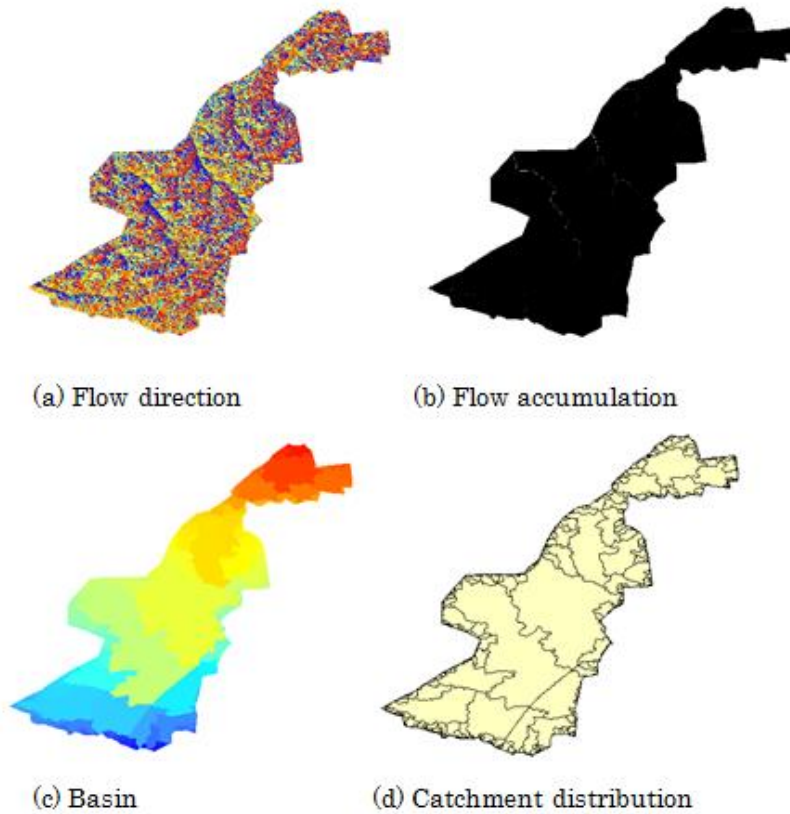 (a) Flow direction
(b) Flow accumulation
(c) Basin
(d) Catchment distribution